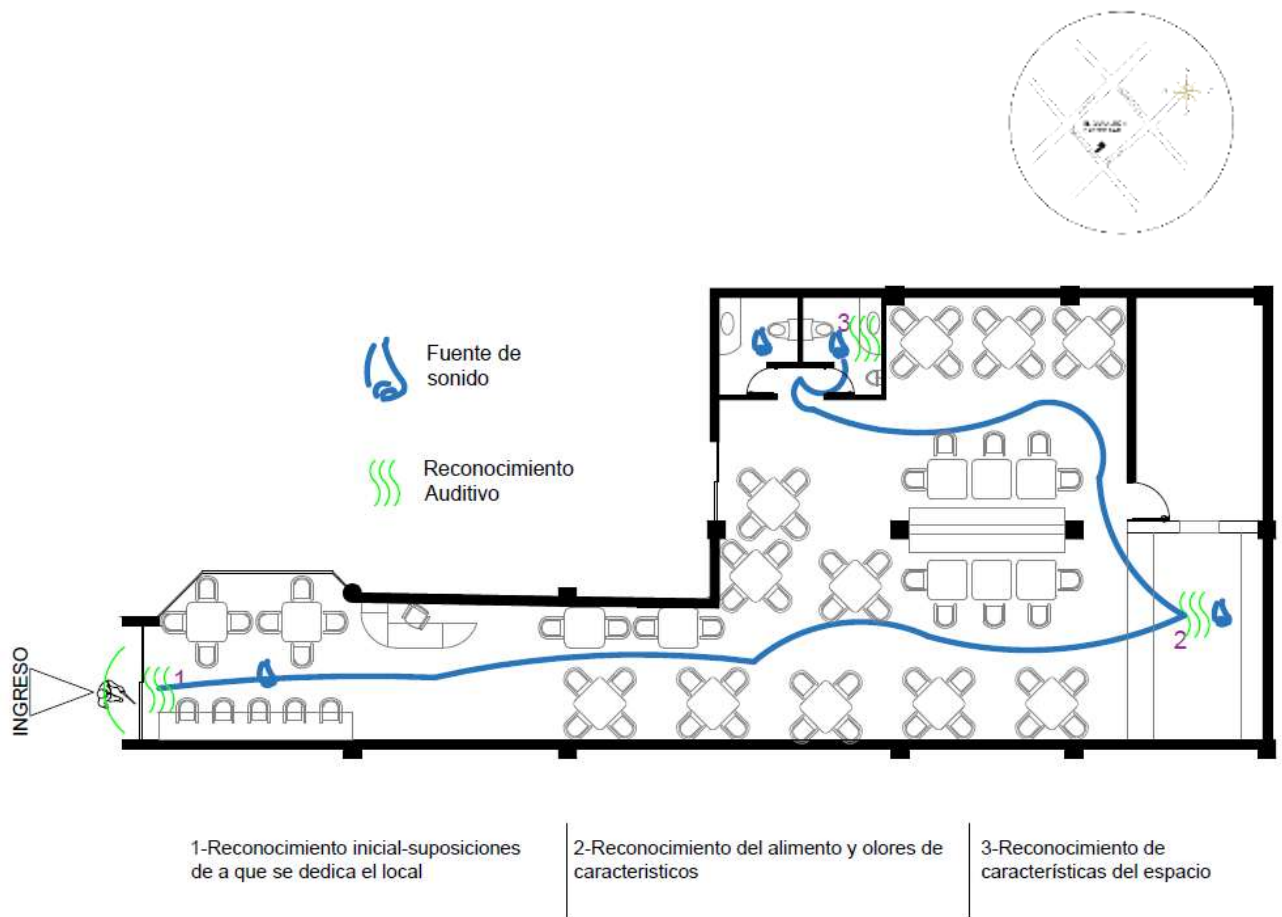 Fuente de
sonido
3
Reconocimiento
Auditivo
INGRESO
1
2
1-Reconocimiento inicial-suposiciones
de a que se dedica el local
2-Reconocimiento del alimento y olores de
caracteristicos
3-Reconocimiento de
características del espacio